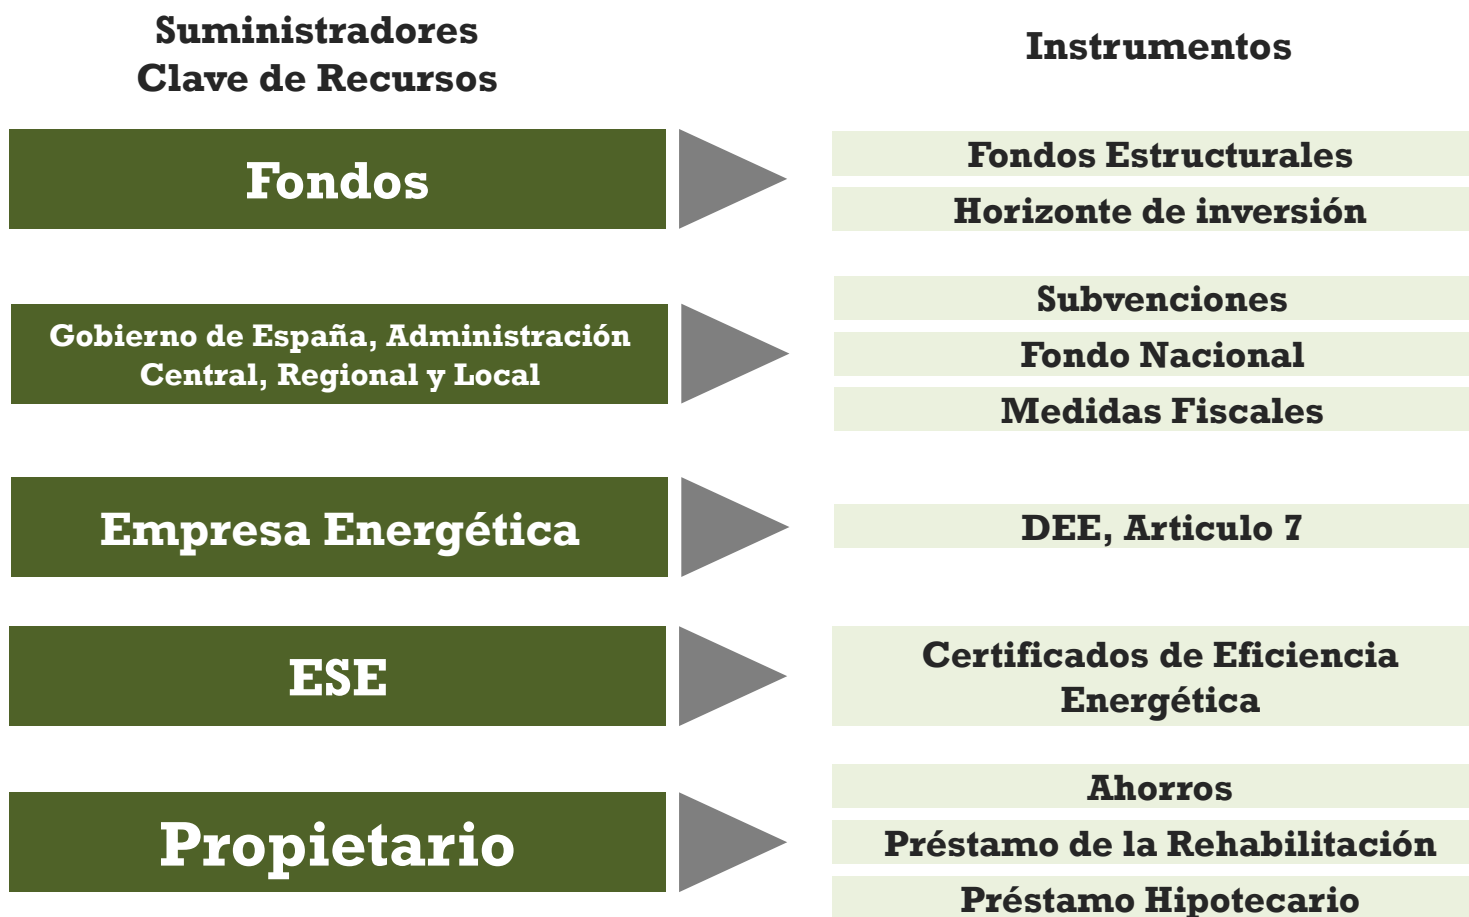 Suministradores
Clave de Recursos
Instrumentos
Fondos
Fondos Estructurales
Horizonte de inversión
Gobierno de España, Administración
Central, Regional y Local
Subvenciones
Fondo Nacional
Medidas Fiscales
Empresa Energética
DEE, Articulo 7
ESE
Certificados de Eficiencia
Energética
Propietario
Ahorros
Préstamo de la Rehabilitación
Préstamo Hipotecario